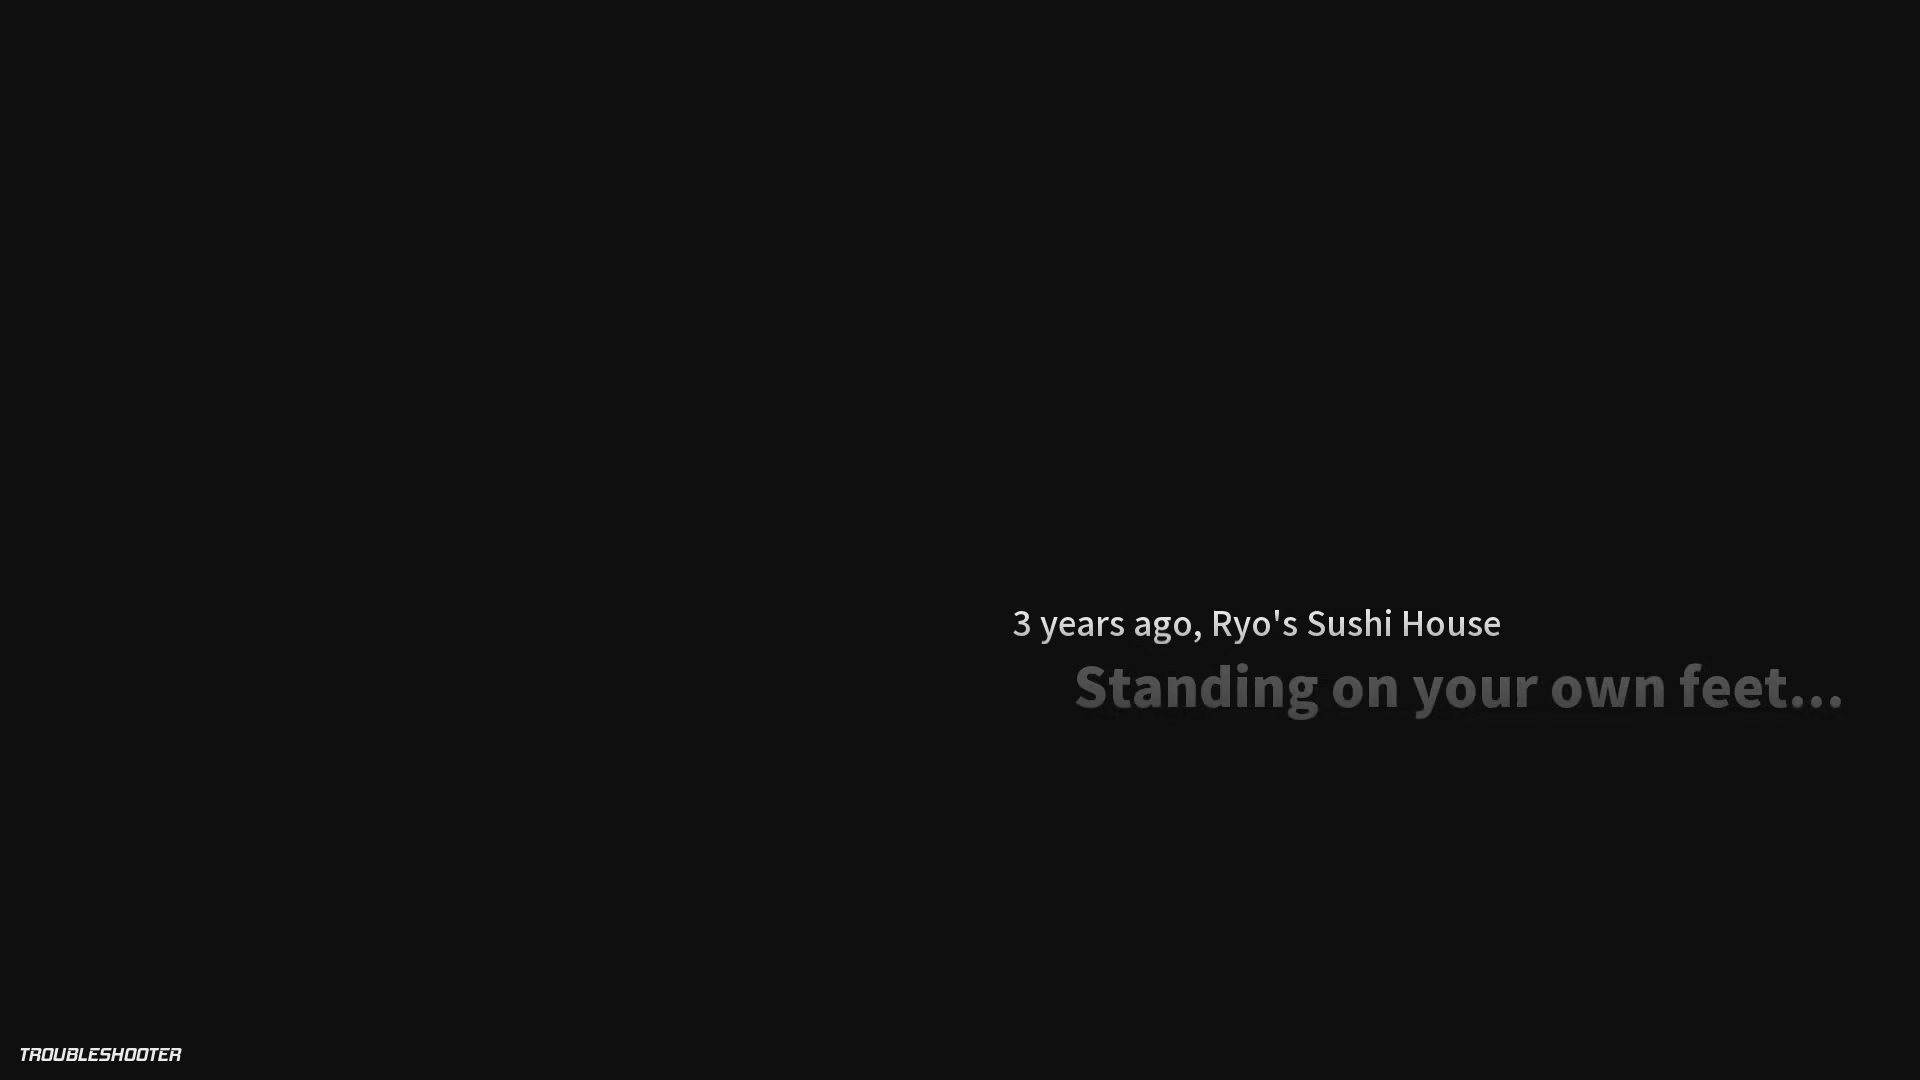 3 years ago, Ryo's Sushi House
Standing on your own feet...
TROUBLESHOOTER